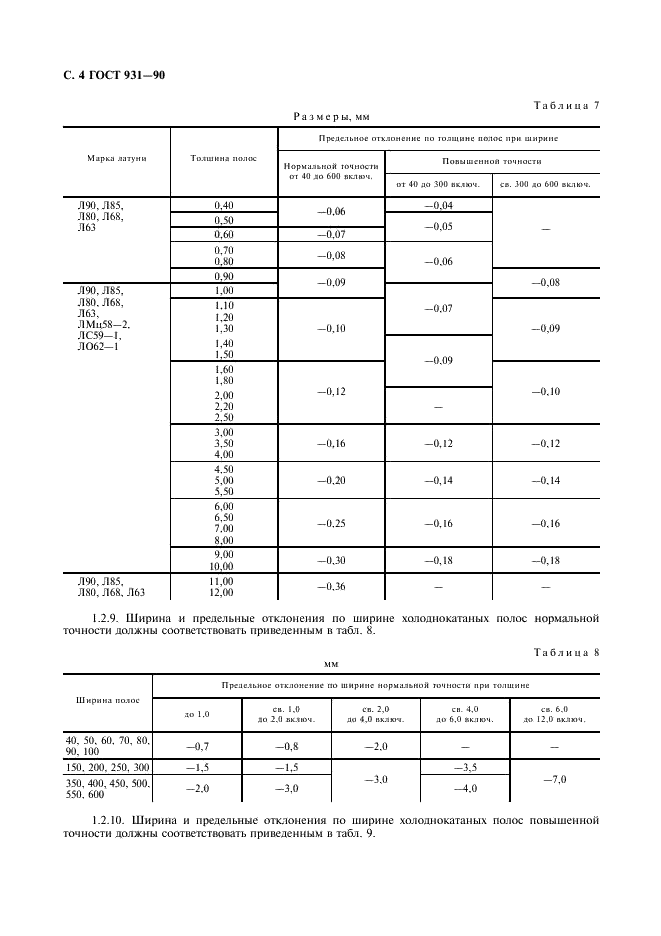 С. 4 ГОСТ 931—90
Таблица 7
Размеры, мм
Марка латуни
Толщина полос
Предельное отклонение по толщине полос при ширине
Нормальной точности
от 40 до 600 включ.
Повышенной точности
от 40 до 300 включ.
св. 300 до 600 включ.
Л90, Л85,
Л80, Л68,
Л63
0,40
0,50
0,60
0,70
0,80
0,90
—0,06
—0,07
—0,08
—0,09
—0,04
—0,05
—0,06
—
—0,08
Л90, Л85,
Л80, Л68,
Л63,
ЛМц58—2,
ЛС59—1,
ЛО62—1
1,00
1,10
1,20
1,30
1,40
1,50
—0,10
—0,07
—0,09
—0,09
1,60
1,80
2,00
2,20
2,50
—0,12
—
—0,10
3,00
3,50
4,00
—0,16
—0,12
—0,12
4,50
5,00
5,50
—0,20
—0,14
—0,14
6,00
6,50
7,00
8,00
—0,25
—0,16
—0,16
9,00
10,00
—0,30
—0,18
—0,18
Л90, Л85,
Л80, Л68, Л63
11,00
12,00
—0,36
—
—
1.2.9. Ширина и предельные отклонения по ширине холоднокатаных полос нормальной
точности должны соответствовать приведенным в табл. 8.
Таблица 8
мм
Ширина полос
Предельное отклонение по ширине нормальной точности при толщине
до 1,0
св. 1,0
до 2,0 включ.
св. 2,0
до 4,0 включ.
св. 4,0
до 6,0 включ.
св. 6,0
до 12,0 включ.
40, 50, 60, 70, 80,
90, 100
—0,7
—0,8
—2,0
—
—
150, 200, 250, 300
—1,5
—1,5
—3,0
—3,5
—7,0
350, 400, 450, 500,
550, 600
—2,0
—3,0
—4,0
1.2.10. Ширина и предельные отклонения по ширине холоднокатаных полос повышенной
точности должны соответствовать приведенным в табл. 9.